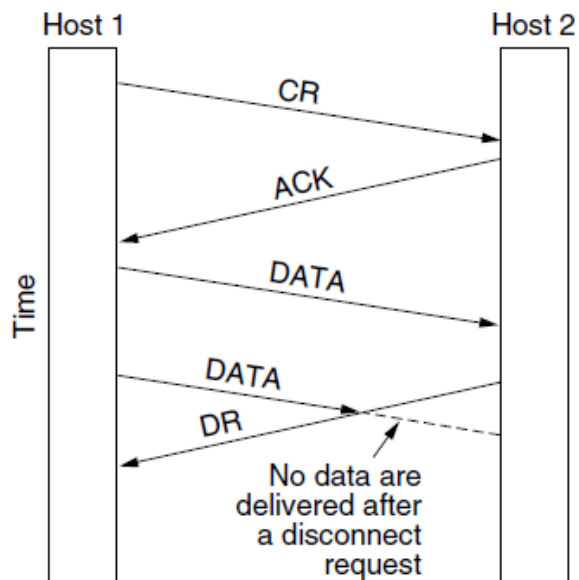 Host 1
Host 2
CR
ACK
DATA
Time
DATA
DR
No data are
delivered after
a disconnect
request